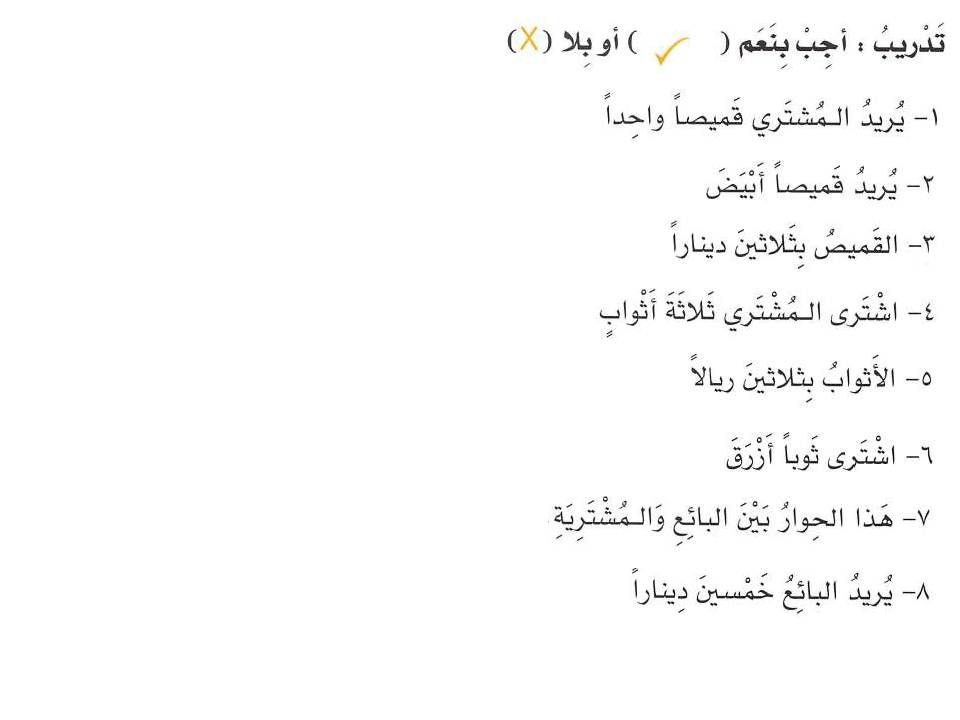 تَدْريبُ : أجِبْ بِنَعَم ( ✓ ) أو بِلا (X)
١- يُريدُ الـمُشتَري قَميصاً واحِداً
٢- يُريدُ قَميصاً أَبْيَضَ
٣- القَميصُ بِثَلاثينَ ديناراً
٤- اشْتَرى الـمُشْتَري ثَلاثَةَ أَثْوابٍ
٥- الأَثوابُ بِثلاثينَ ريالاً
٦- اشْتَرى ثَوباً أَزْرَقَ
٧- هَذا الحِوارُ بَيْنَ البائِعِ وَالـمُشْتَرِيَةِ
٨- يُريدُ البائِعُ خَمْسينَ دِيناراً